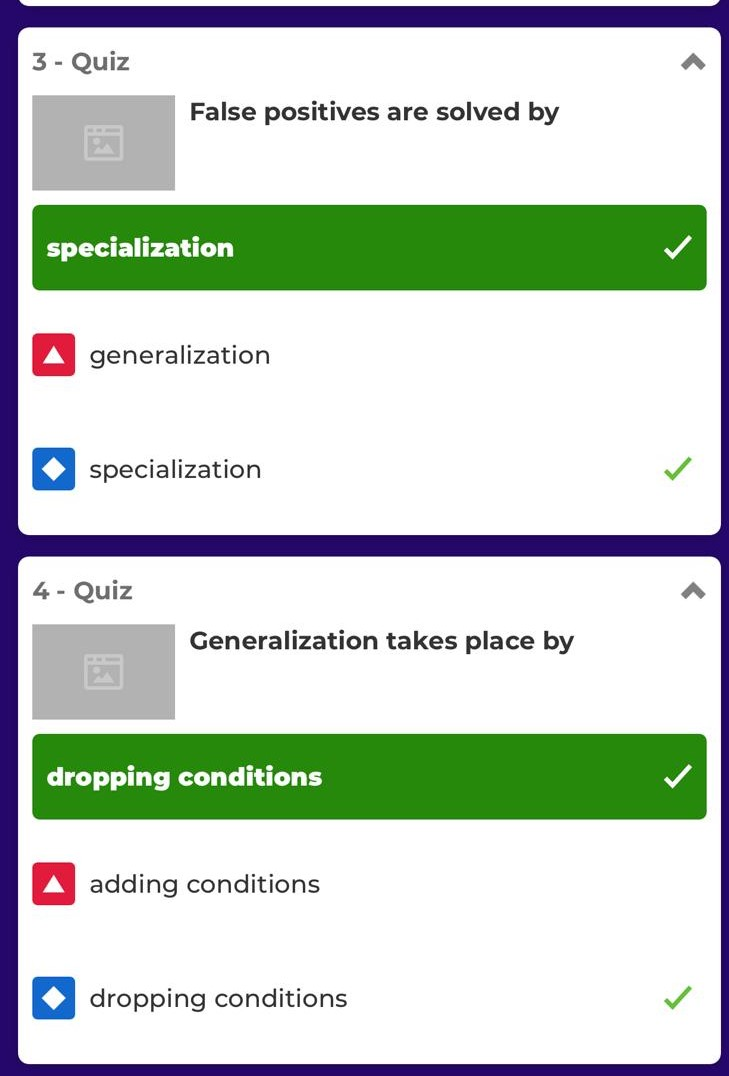 3 - Quiz
False positives are solved by
specialization
generalization
specialization
4 - Quiz
Generalization takes place by
dropping conditions
adding conditions
dropping conditions